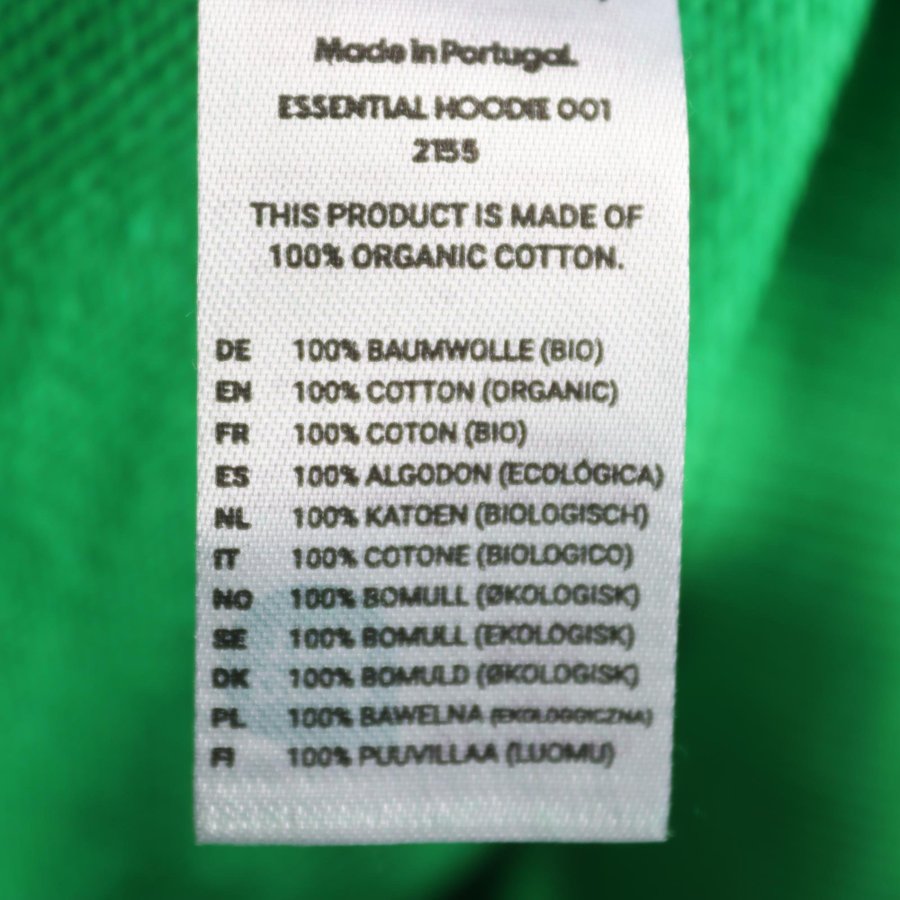 Made in Portugal.
ESSENTIAL HOODIE 001
2155
THIS PRODUCT IS MADE OF
100% ORGANIC COTTON.
DE 100% BAUMWOLLE (BIO)
EN 100% COTTON (ORGANIC)
FR 100% COTON (BIO)
ES 100% ALGODON (ECOLÓGICA)
NL 100% KATOEN (BIOLOGISCH)
IT 100% COTONE (BIOLOGICO)
NO 100% BOMULL (ØKOLOGISK)
SE 100% BOMULL (EKOLOGISK)
DK 100% BOMULD (ØKOLOGISK)
PL 100% BAWELNA (EKOLOGICZNA)
FI 100% PUUVILLAA (LUOMU)